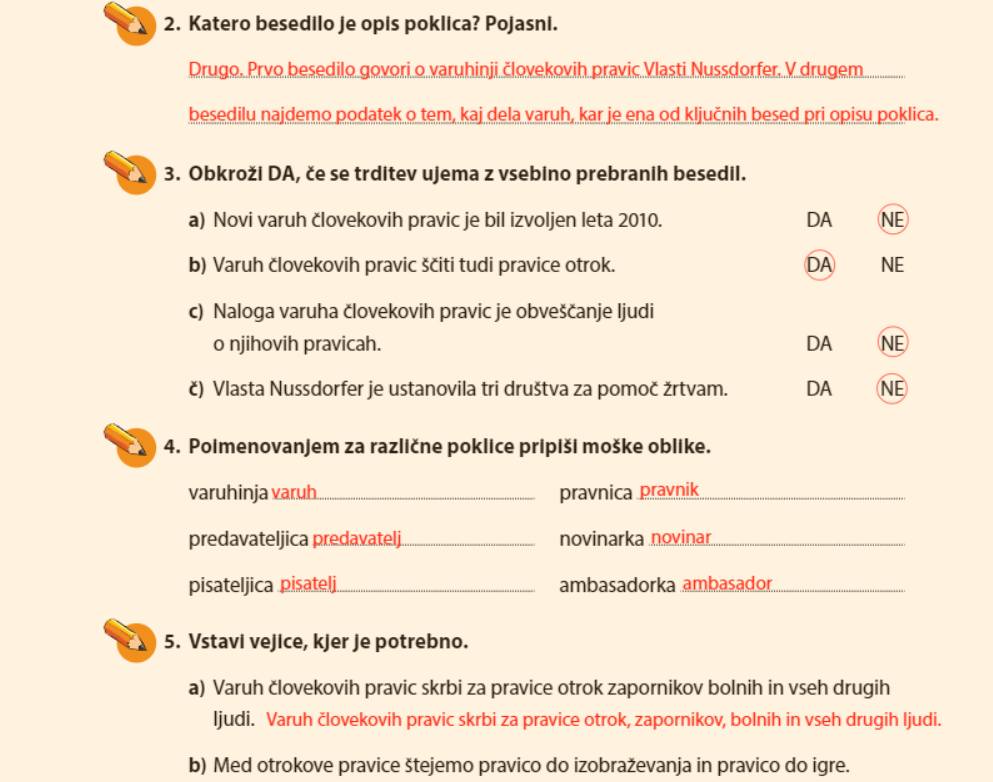 2. Katero besedilo je opis poklica? Pojasni.
Drugo. Prvo besedilo govori o varuhinji človekovih pravic Vlasti Nussdorfer. V drugem
besedilu najdemo podatek o tem, kaj dela varuh, kar je ena od ključnih besed pri opisu poklica.
3. Obkroži DA, če se trditev ujema z vsebino prebranih besedil.
a) Novi varuh človekovih pravic je bil izvoljen leta 2010. DA NE
b) Varuh človekovih pravic ščiti tudi pravice otrok. DA NE
c) Naloga varuha človekovih pravic je obveščanje ljudi
o njihovih pravicah. DA NE
č) Vlasta Nussdorfer je ustanovila tri društva za pomoč žrtvam. DA NE
4. Poimenovanjem za različne poklice pripiši moške oblike.
varuhinja varuh pravnica pravnik
predavateljica predavatelj novinarka novinar
pisateljica pisatelj ambasadorka ambasador
5. Vstavi vejice, kjer je potrebno.
a) Varuh človekovih pravic skrbi za pravice otrok zapornikov bolnih in vseh drugih
ljudi. Varuh človekovih pravic skrbi za pravice otrok, zapornikov, bolnih in vseh drugih ljudi.
b) Med otrokove pravice štejemo pravico do izobraževanja in pravico do igre.